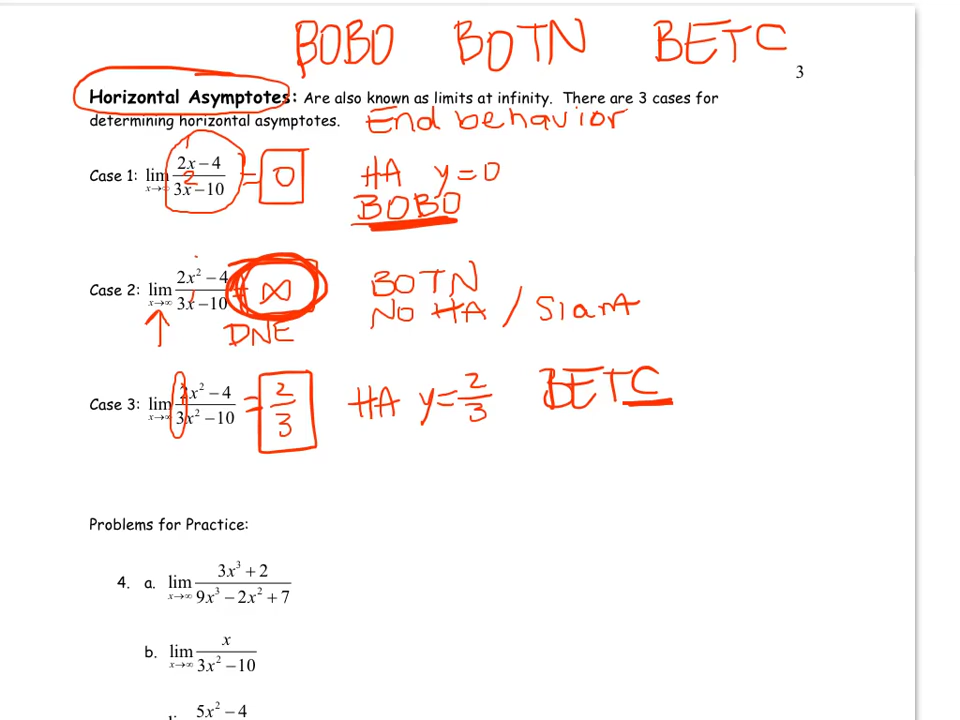 BOBO BOTN BETC
3
Horizontal Asymptotes: Are also known as limits at infinity. There are 3 cases for
determining horizontal asymptotes. End behavior
Case 1: lim x→∞ (2x – 4)/(3x – 10) = 0 HA y = 0
1
2
BOBO
Case 2: lim x→∞ (2x² – 4)/(3x – 10) = ∞ BOTN
NO HA / Slant
DNE
Case 3: lim x→∞ (2x² – 4)/(3x² – 10) = 2/3 HA y = 2/3 BETC
Problems for Practice:
4. a. lim x→∞ (3x³ + 2)/(9x³ – 2x² + 7)
b. lim x→∞ x/(3x² – 10)
5x² – 4